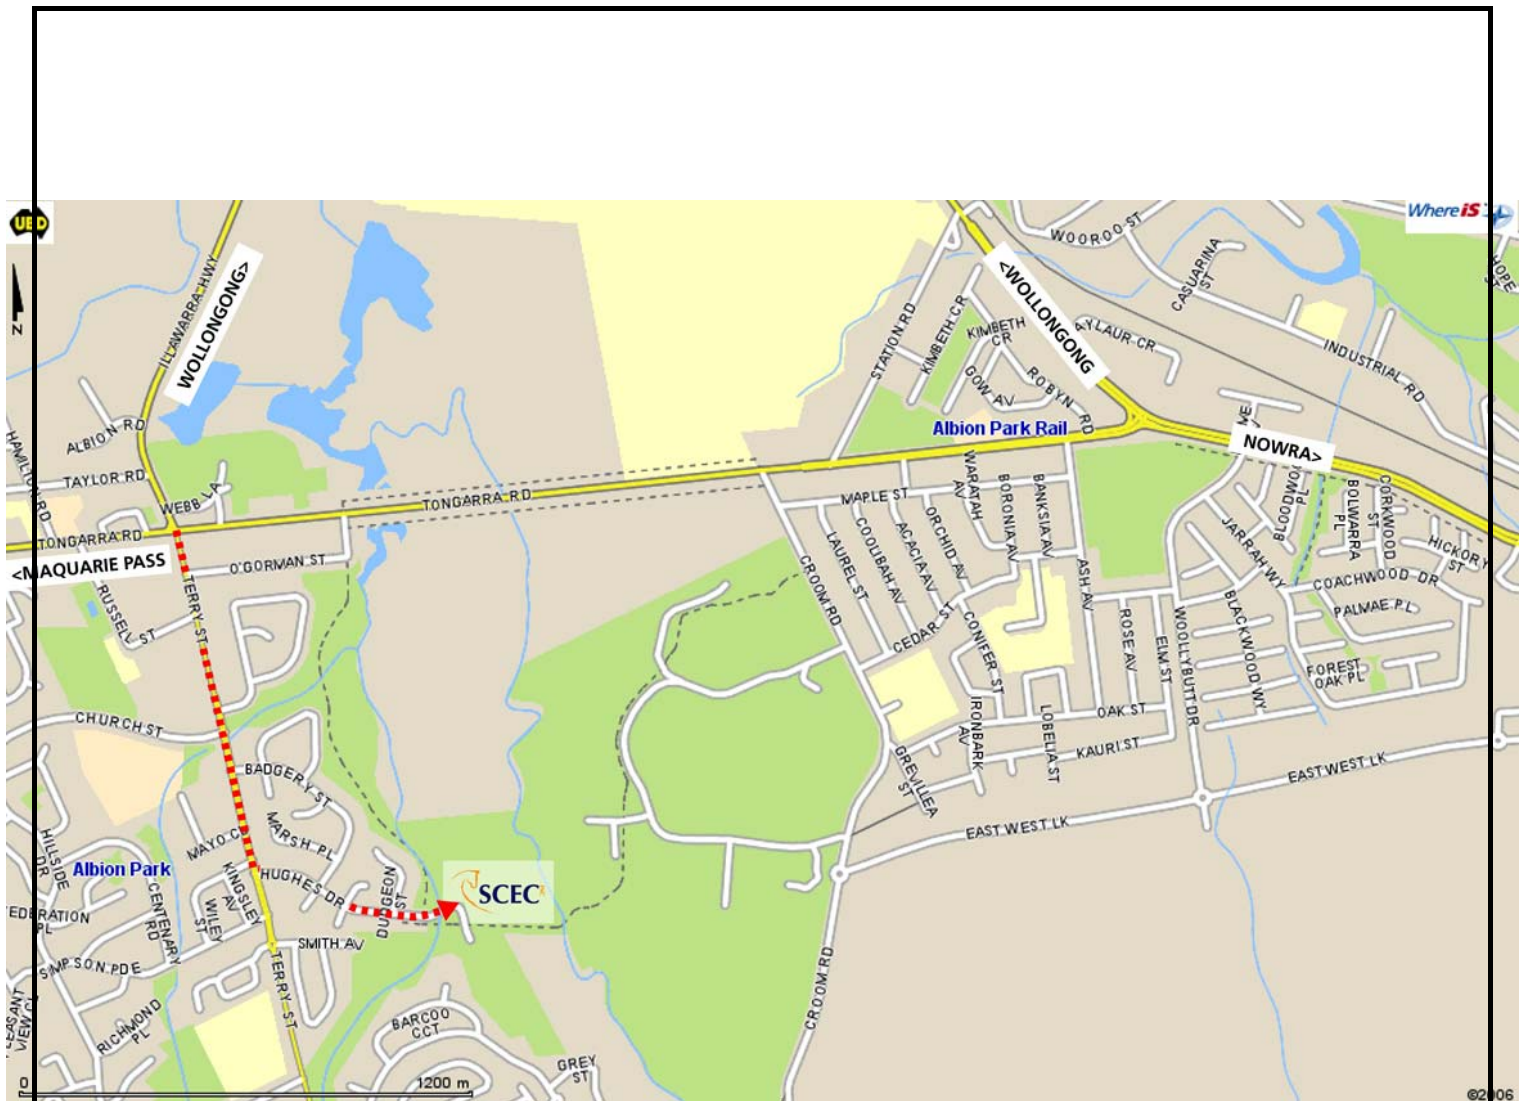 UBD
Where iS
WOOROO ST
CASUARINA
ST
HOPE
ST
ILLAWARRA HWY
WOLLONGONG>
<WOLLONGONG
STATION RD
KIMBETH CR
KIMBETH
CR
GOW AV
ROBYN RD
INDUSTRIAL RD
N
ALBION RD
HAMILTON RD
TAYLOR RD
WEBB LA
Albion Park Rail
NOWRA>
TONGARRA RD
TONGARRA RD
<MAQUARIE PASS
O'GORMAN ST
MAPLE ST
WARATAH
AV
BORONIA AV
BANKSIA AV
ORCHID AV
ACACIA AV
COOLIBAH AV
LAUREL ST
CROOM RD
CEDAR ST
CONIFER ST
ASH AV
ROSE AV
ELM ST
WOOLLYBUTT DR
JARRAH WY
BLACKWOOD WY
PL
BOLWARRA
PL
CORKWOOD
ST
HICKORY
ST
COACHWOOD DR
PALMAE PL
FOREST
OAK PL
RUSSELL ST
TERRY ST
CHURCH ST
BADGERY ST
MARSH PL
HILLSIDE
DR
Albion Park
KINGSLEY
AV
WILEY
ST
CENTENARY
RD
HUGHES DR
DUDGEON
ST
SCEC
SMITH AV
SIMPSON PDE
PL
RICHMOND
PL
TERRY ST
BARCOO
CCT
GREY
ST
OAK ST
KAURI ST
IRONBARK
AV
LOBELIA ST
GREVILLEA
ST
EAST WEST LK
EAST WEST LK
CROOM RD
0
1200 m
©2006